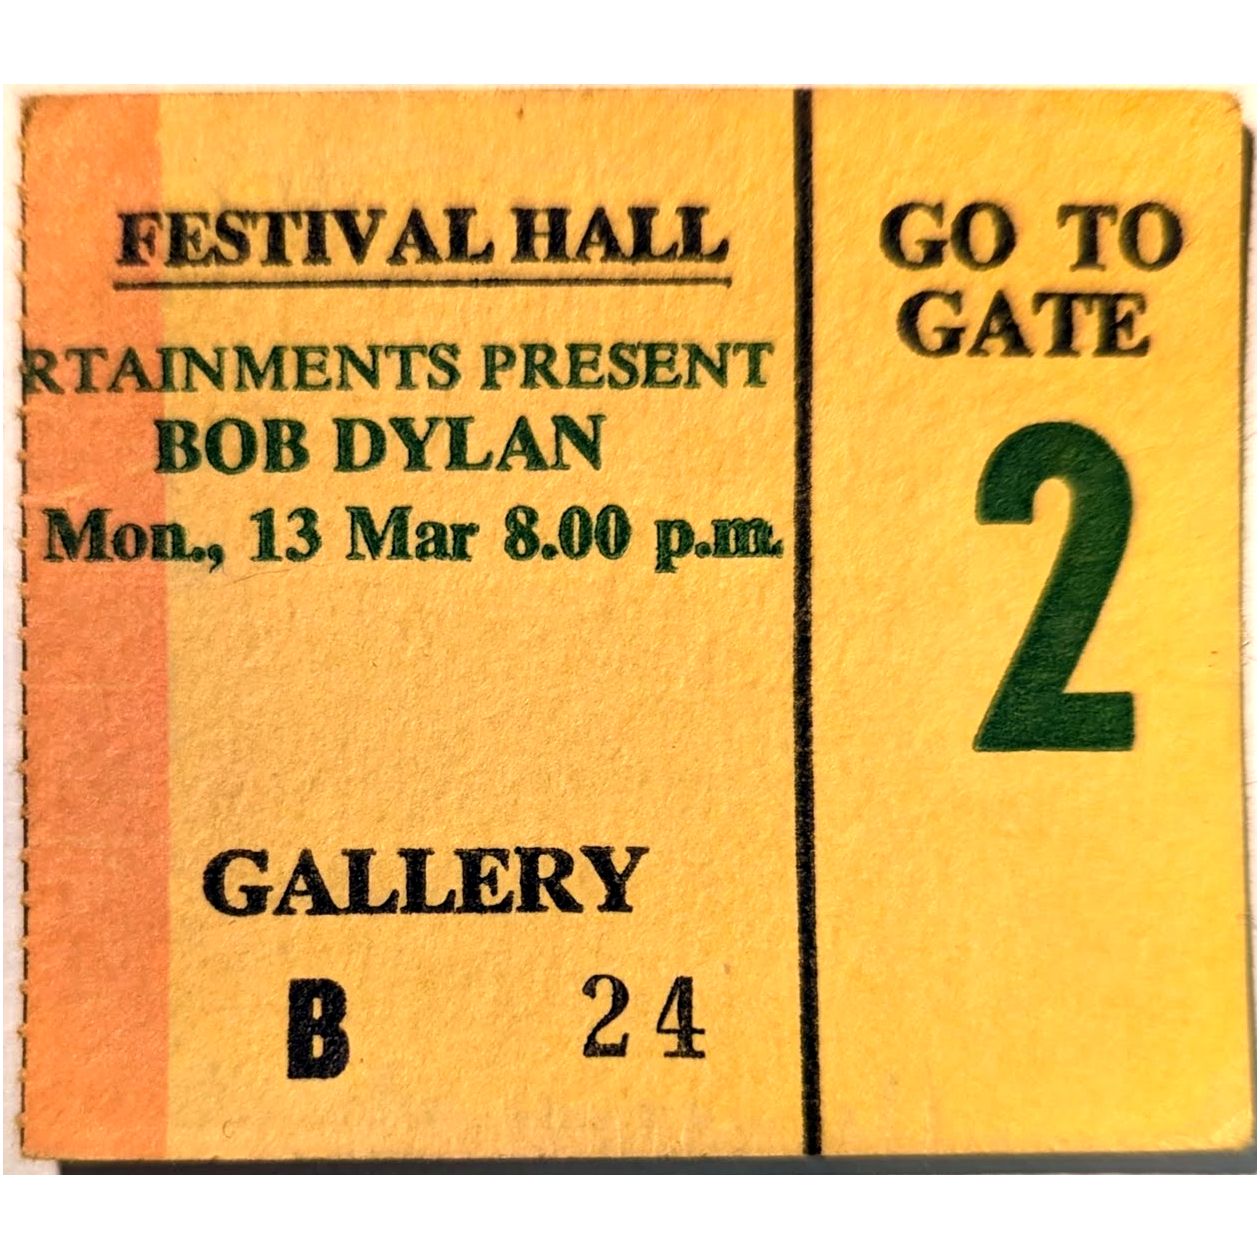 FESTIVAL HALL
RTAINMENTS PRESENT
BOB DYLAN
Mon., 13 Mar 8.00 p.m.
GALLERY
B 24
GO TO
GATE
2